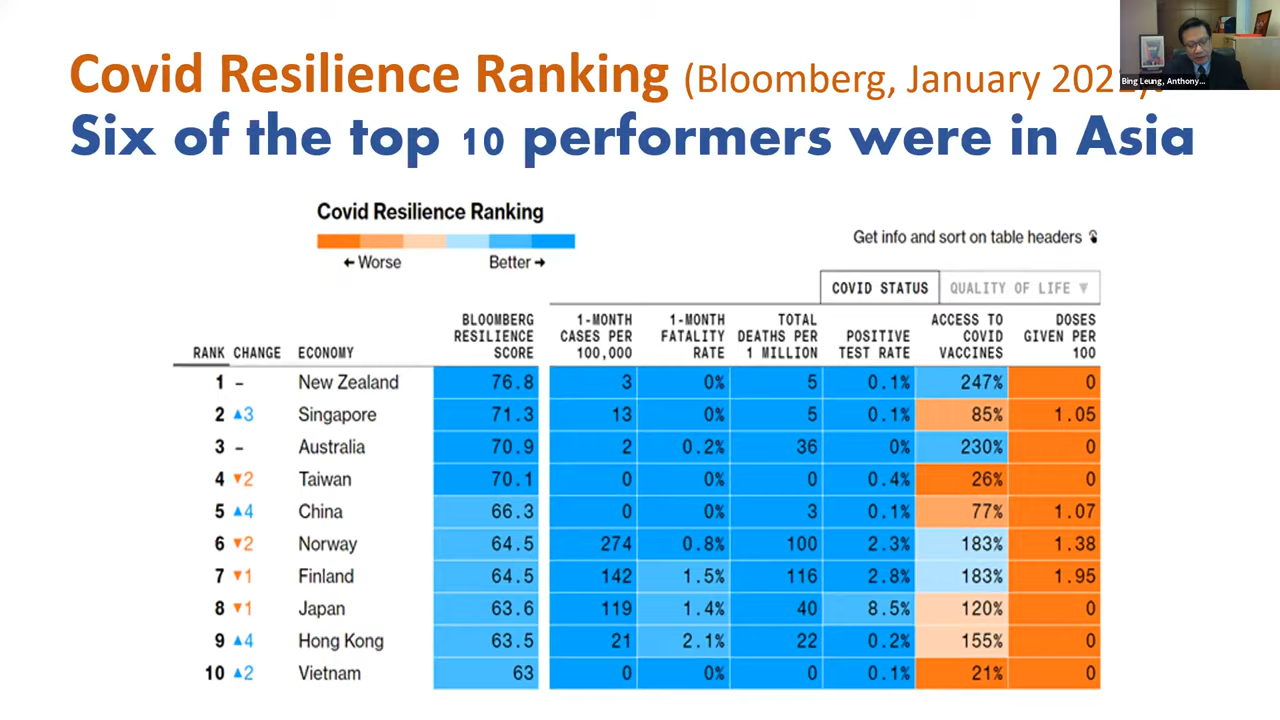 Covid Resilience Ranking (Bloomberg, January 202
Six of the top 10 performers were in Asia
Bing Leung, Anthony...
Covid Resilience Ranking
← Worse Better →
Get info and sort on table headers
COVID STATUS QUALITY OF LIFE ▼
RANK CHANGE ECONOMY BLOOMBERG RESILIENCE SCORE 1-MONTH CASES PER 100,000 1-MONTH FATALITY RATE TOTAL DEATHS PER 1 MILLION POSITIVE TEST RATE ACCESS TO COVID VACCINES DOSES GIVEN PER 100
1 – New Zealand 76.8 3 0% 5 0.1% 247% 0
2 ▲3 Singapore 71.3 13 0% 5 0.1% 85% 1.05
3 – Australia 70.9 2 0.2% 36 0% 230% 0
4 ▼2 Taiwan 70.1 0 0% 0 0.4% 26% 0
5 ▲4 China 66.3 0 0% 3 0.1% 77% 1.07
6 ▼2 Norway 64.5 274 0.8% 100 2.3% 183% 1.38
7 ▼1 Finland 64.5 142 1.5% 116 2.8% 183% 1.95
8 ▼1 Japan 63.6 119 1.4% 40 8.5% 120% 0
9 ▲4 Hong Kong 63.5 21 2.1% 22 0.2% 155% 0
10 ▲2 Vietnam 63 0 0% 0 0.1% 21% 0